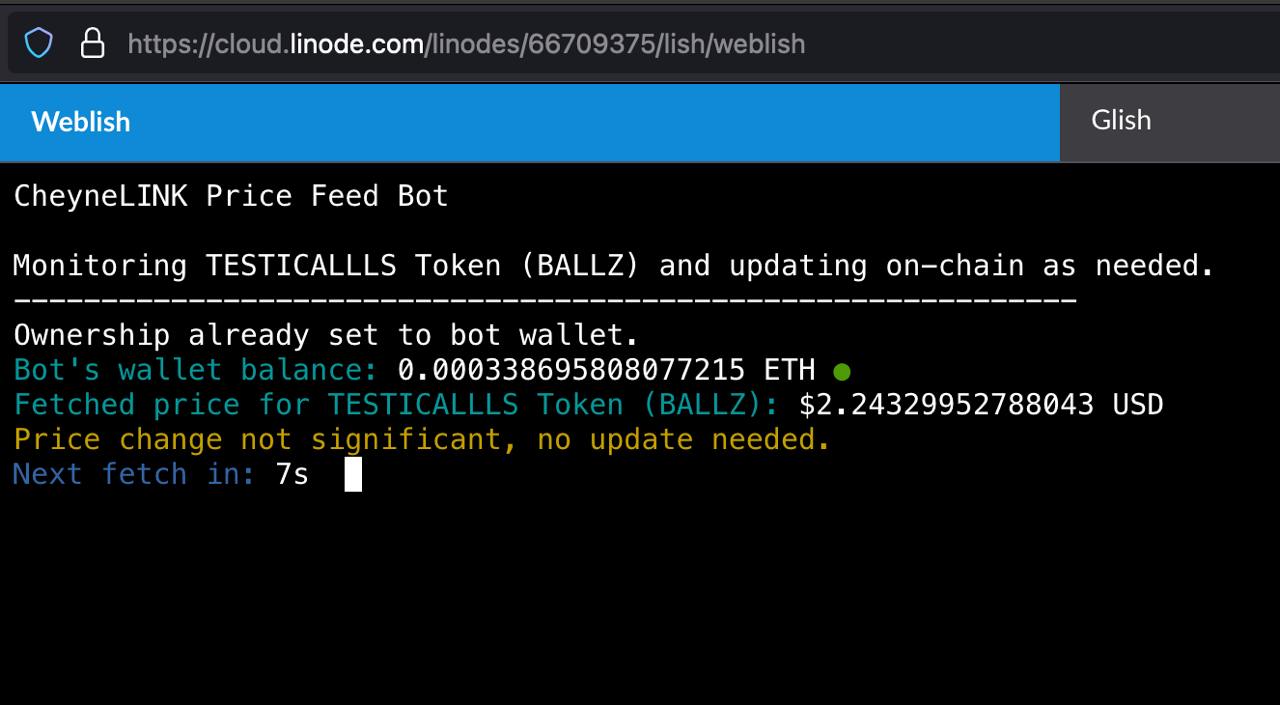 https://cloud.linode.com/linodes/66709375/lish/weblish
Weblish
Glish
CheyneLINK Price Feed Bot
Monitoring TESTICALLLS Token (BALLZ) and updating on-chain as needed.
-------------------------------------------------------------
Ownership already set to bot wallet.
Bot's wallet balance: 0.000338695808077215 ETH ●
Fetched price for TESTICALLLS Token (BALLZ): $2.24329952788043 USD
Price change not significant, no update needed.
Next fetch in: 7s